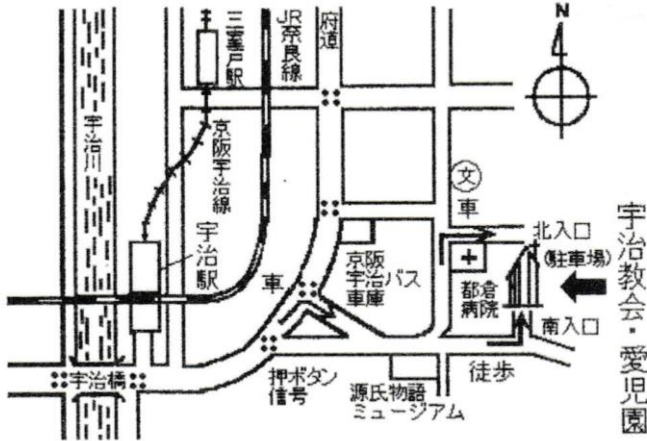 N
三室戸駅
JR奈良線
府道
宇治川
京阪宇治線
宇治駅
車
文
車
北入口
(駐車場)
京阪
宇治バス
車庫
都倉
病院
南入口
宇治教会・愛児園
宇治橋
押ボタン
信号
源氏物語
ミュージアム
徒歩